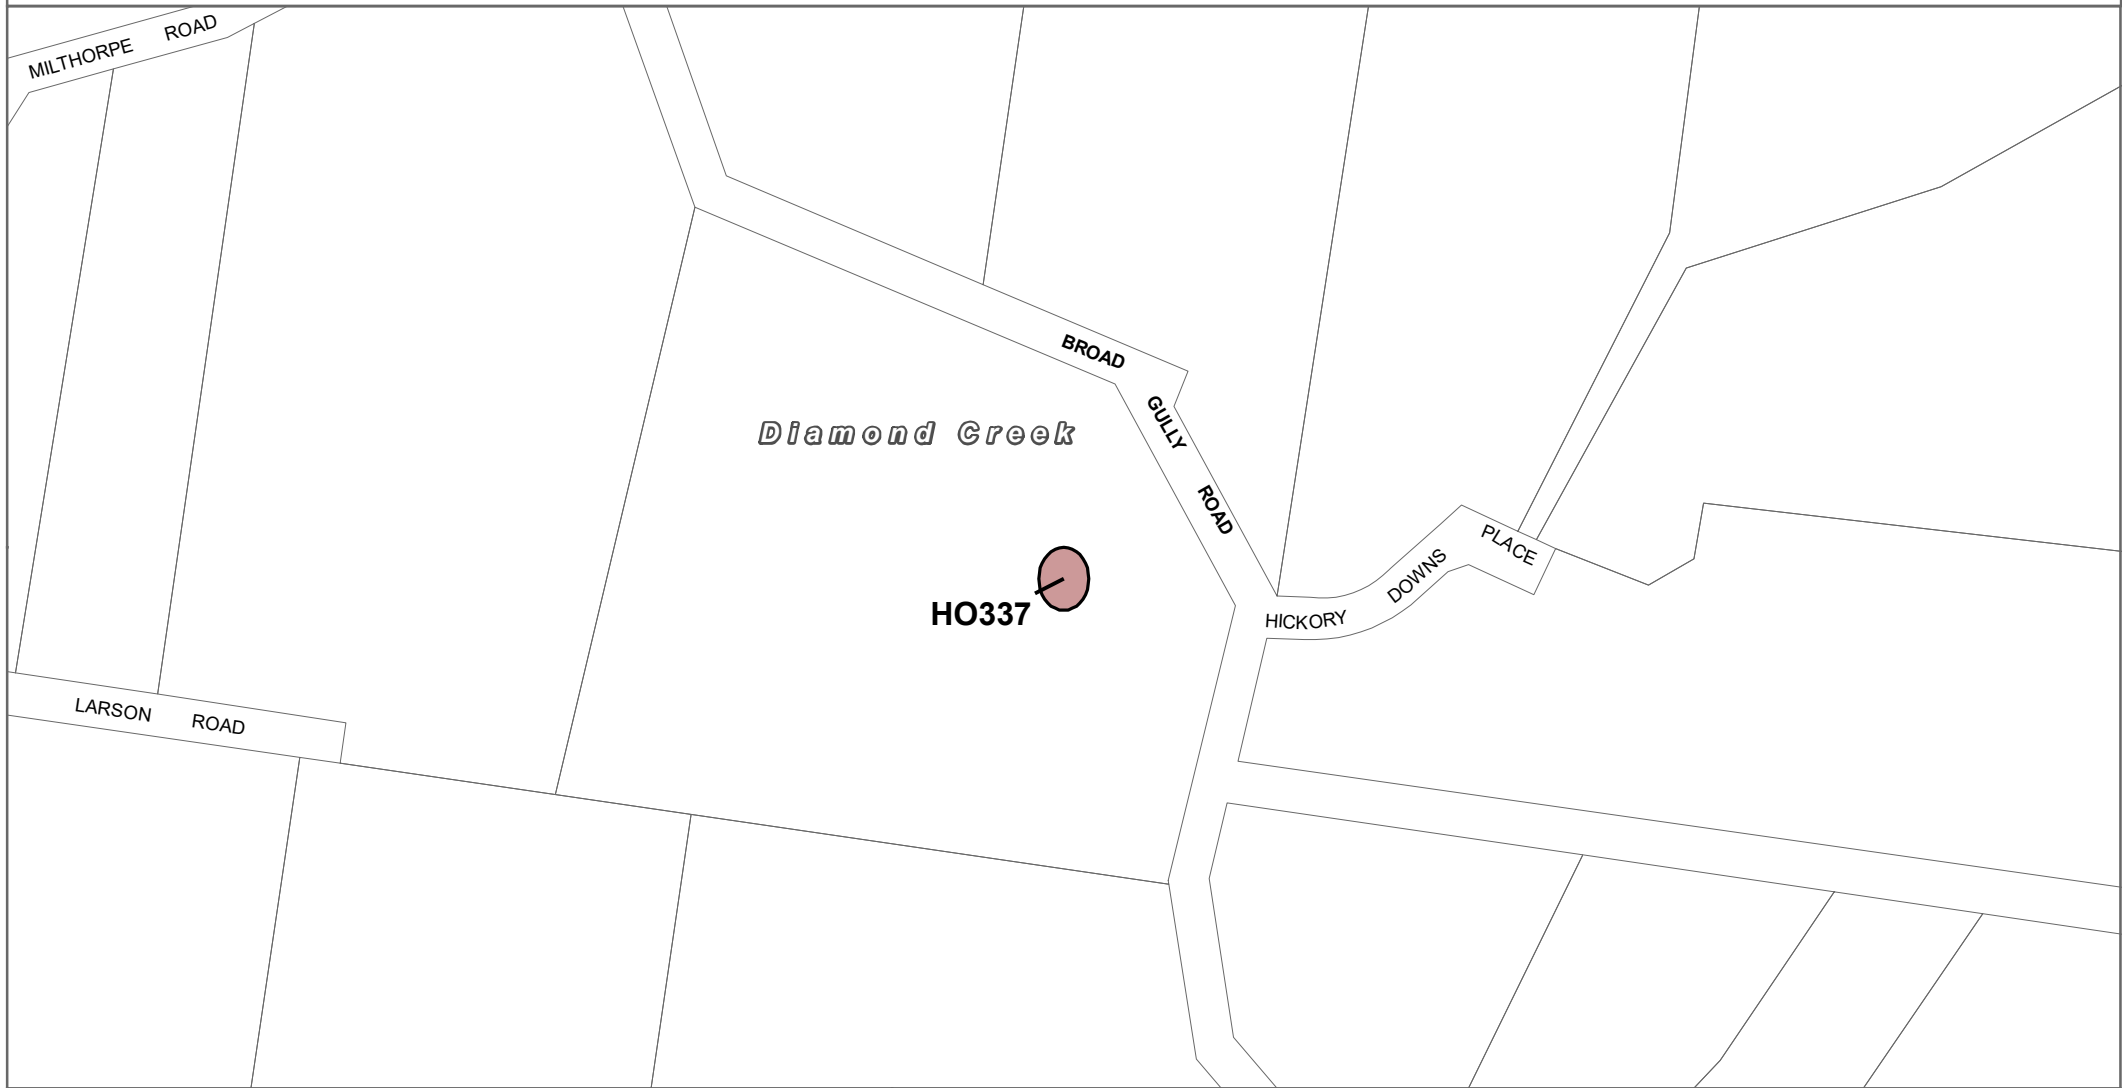 MILTHORPE ROAD
BROAD
GULLY
ROAD
Diamond Creek
PLACE
DOWNS
HICKORY
HO337
LARSON ROAD